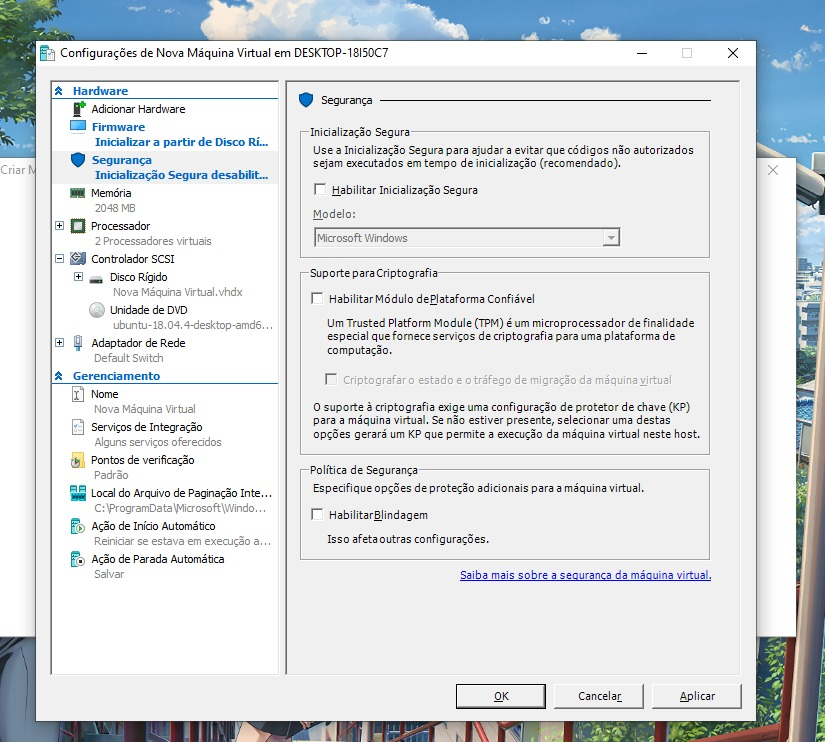 Configurações de Nova Máquina Virtual em DESKTOP-18I50C7
Criar M
Hardware
Adicionar Hardware
Firmware
Inicializar a partir de Disco Rí...
Segurança
Inicialização Segura desabilit...
Memória
2048 MB
Processador
2 Processadores virtuais
Controlador SCSI
Disco Rígido
Nova Máquina Virtual.vhdx
Unidade de DVD
ubuntu-18.04.4-desktop-amd6...
Adaptador de Rede
Default Switch
Gerenciamento
Nome
Nova Máquina Virtual
Serviços de Integração
Alguns serviços oferecidos
Pontos de verificação
Padrão
Local do Arquivo de Paginação Inte...
C:\ProgramData\Microsoft\Windo...
Ação de Início Automático
Reiniciar se estava em execução a...
Ação de Parada Automática
Salvar
Segurança
Inicialização Segura
Use a Inicialização Segura para ajudar a evitar que códigos não autorizados
sejam executados em tempo de inicialização (recomendado).
Habilitar Inicialização Segura
Modelo:
Microsoft Windows
Suporte para Criptografia
Habilitar Módulo de Plataforma Confiável
Um Trusted Platform Module (TPM) é um microprocessador de finalidade
especial que fornece serviços de criptografia para uma plataforma de
computação.
Criptografar o estado e o tráfego de migração da máquina virtual
O suporte à criptografia exige uma configuração de protetor de chave (KP)
para a máquina virtual. Se não estiver presente, selecionar uma destas
opções gerará um KP que permite a execução da máquina virtual neste host.
Política de Segurança
Especifique opções de proteção adicionais para a máquina virtual.
Habilitar Blindagem
Isso afeta outras configurações.
Saiba mais sobre a segurança da máquina virtual.
OK
Cancelar
Aplicar